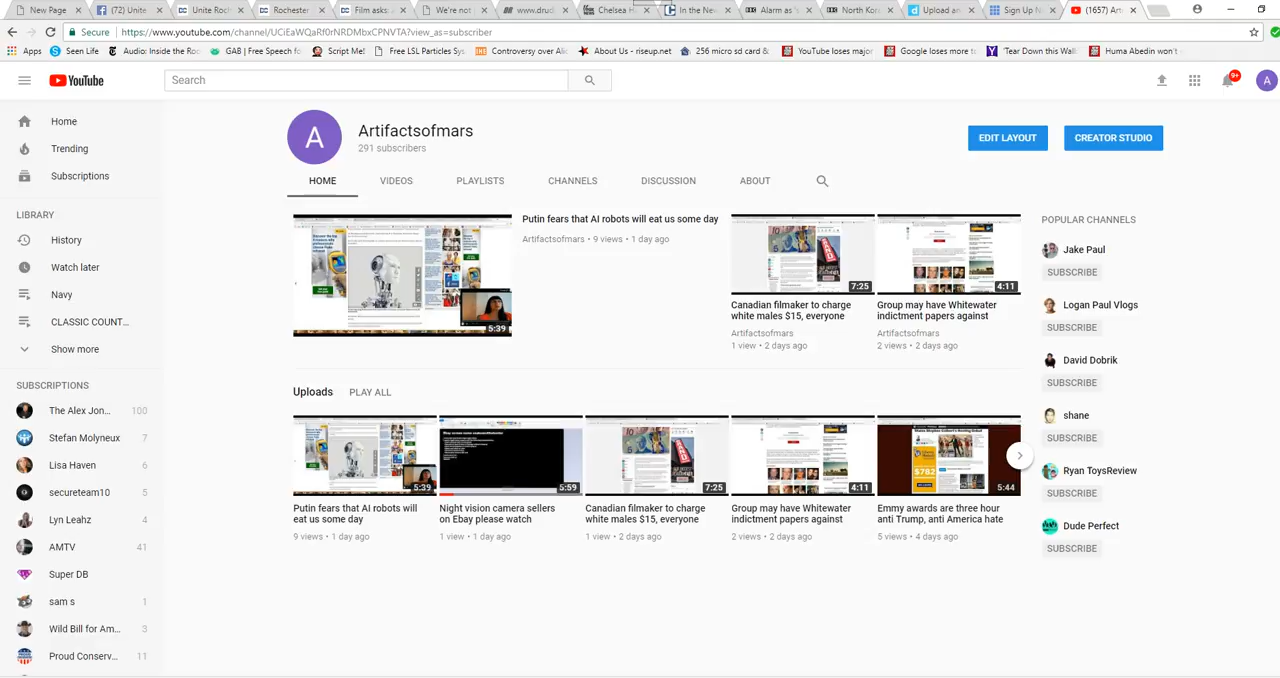 New Page
(72) Unite
Unite Roch
Rochester
Film asks
We're not
www.drud
Chelsea H
In the New
Alarm as '
North Kore
Upload an
Sign Up N
(1657) Art
Secure
https://www.youtube.com/channel/UCiEaWQaRf0rNRDMbxCPNVTA?view_as=subscriber
Apps
Seen Life
Audio: Inside the Ro
GAB | Free Speech fo
Script Me!
Free LSL Particles Sys
Controversy over Ali
About Us - riseup.net
256 micro sd card &
YouTube loses major
Google loses more t
'Tear Down this Wall
Huma Abedin won't
YouTube
Search
9+
A
Home
Trending
Subscriptions
LIBRARY
History
Watch later
Navy
CLASSIC COUNT...
Show more
SUBSCRIPTIONS
The Alex Jon... 100
Stefan Molyneux 7
Lisa Haven 6
secureteam10 5
Lyn Leahz 4
AMTV 41
Super DB
sam s 1
Wild Bill for Am... 3
Proud Conserv... 11
A
Artifactsofmars
291 subscribers
EDIT LAYOUT
CREATOR STUDIO
HOME
VIDEOS
PLAYLISTS
CHANNELS
DISCUSSION
ABOUT
5:39
Putin fears that AI robots will eat us some day
Artifactsofmars • 9 views • 1 day ago
7:25
Canadian filmaker to charge
white males $15, everyone
Artifactsofmars
1 view • 2 days ago
4:11
Group may have Whitewater
indictment papers against
Artifactsofmars
2 views • 2 days ago
Uploads
PLAY ALL
5:39
Putin fears that AI robots will
eat us some day
9 views • 1 day ago
5:59
Night vision camera sellers
on Ebay please watch
1 view • 1 day ago
7:25
Canadian filmaker to charge
white males $15, everyone
1 view • 2 days ago
4:11
Group may have Whitewater
indictment papers against
2 views • 2 days ago
$782
5:44
Emmy awards are three hour
anti Trump, anti America hate
5 views • 4 days ago
POPULAR CHANNELS
Jake Paul
SUBSCRIBE
Logan Paul Vlogs
SUBSCRIBE
David Dobrik
SUBSCRIBE
shane
SUBSCRIBE
Ryan ToysReview
SUBSCRIBE
Dude Perfect
SUBSCRIBE